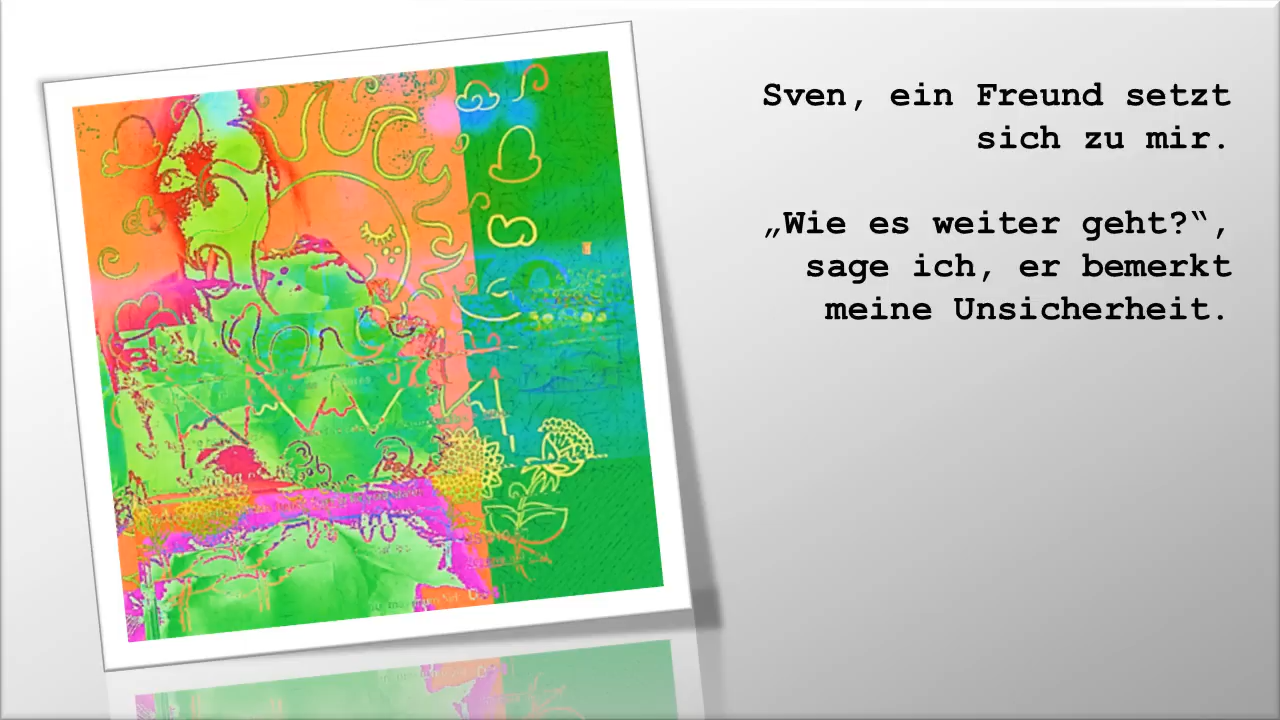 Sven, ein Freund setzt
sich zu mir.
„Wie es weiter geht?“,
sage ich, er bemerkt
meine Unsicherheit.